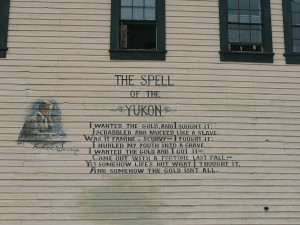 THE SPELL
OF THE
YUKON
I WANTED THE GOLD, AND I SOUGHT IT;
I SCRABBLED AND MUCKED LIKE A SLAVE.
WAS IT FAMINE OR SCURVY—I FOUGHT IT;
I HURLED MY YOUTH INTO A GRAVE.
I WANTED THE GOLD AND I GOT IT—
CAME OUT WITH A FORTUNE LAST FALL—
YET SOMEHOW LIFE'S NOT WHAT I THOUGHT IT,
AND SOMEHOW THE GOLD ISN'T ALL.